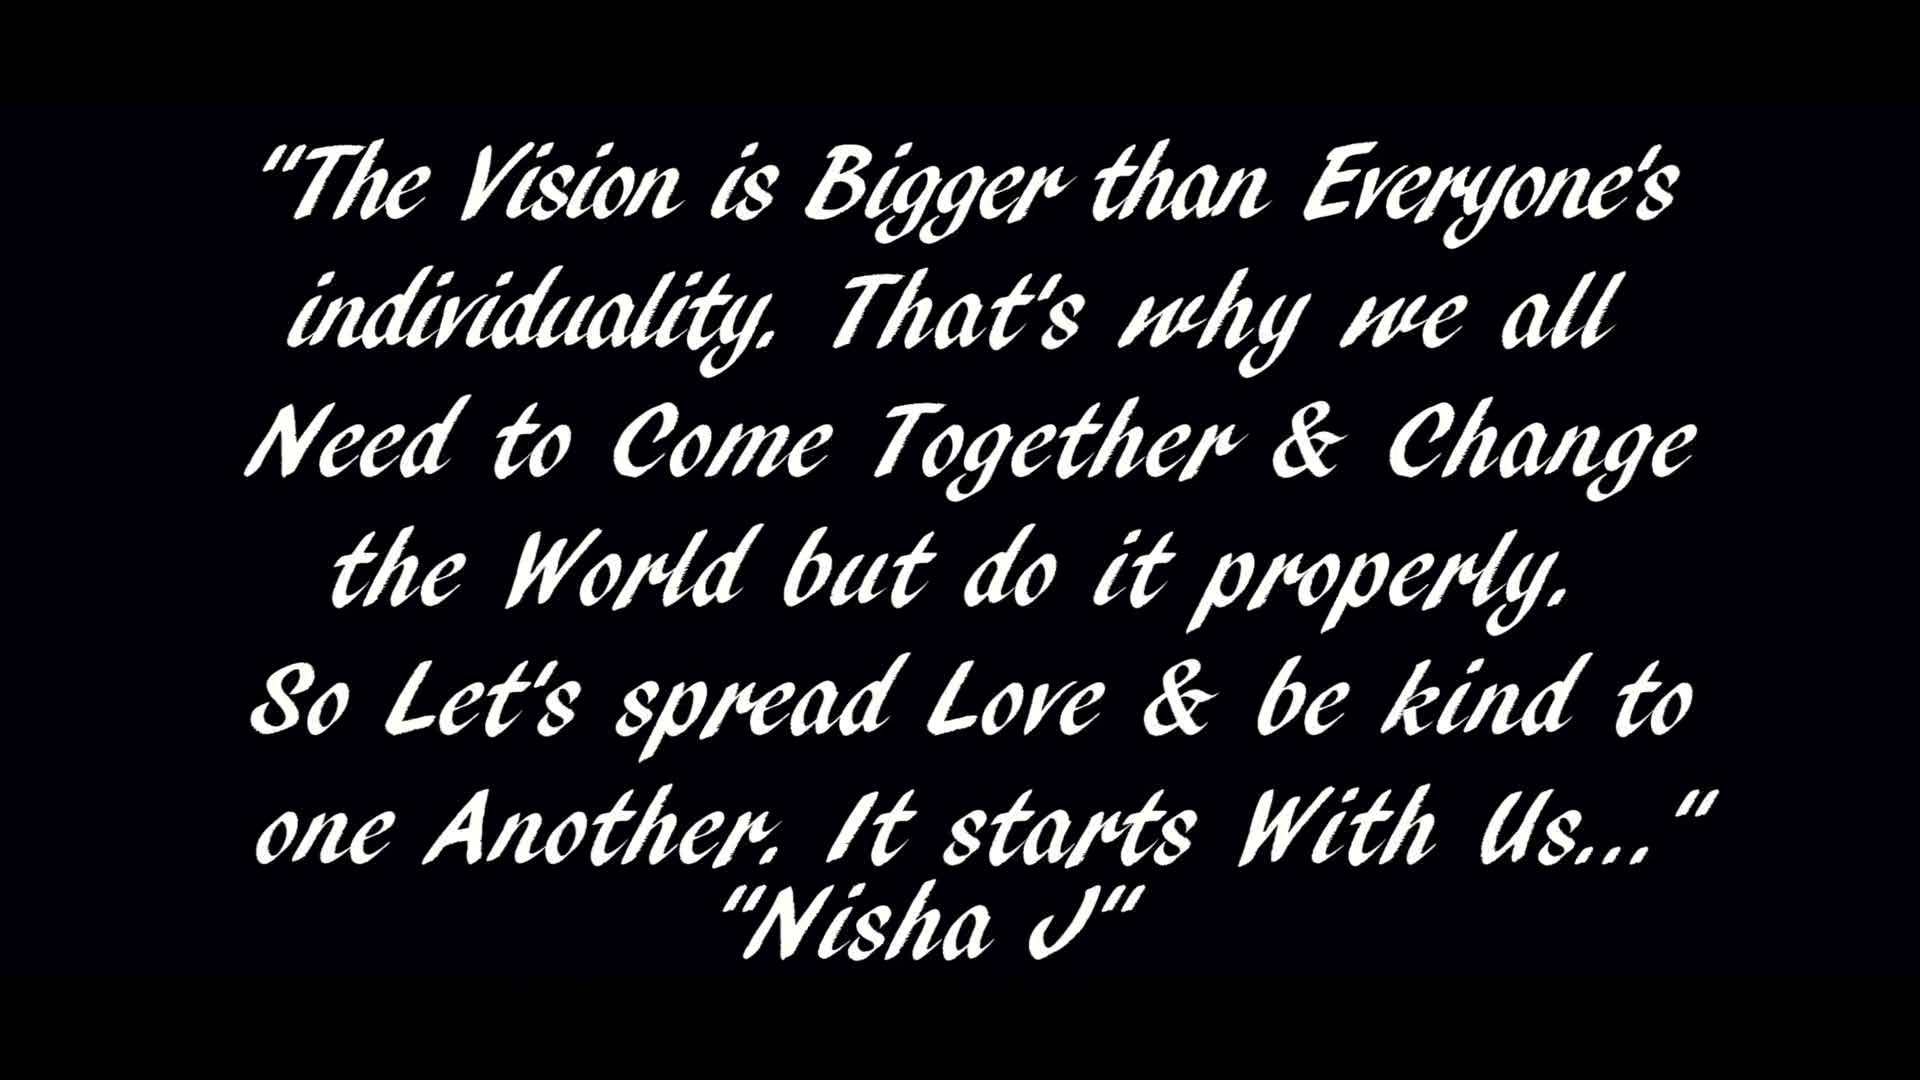 "The Vision is Bigger than Everyone's
individuality. That's why we all
Need to Come Together & Change
the World but do it properly.
So Let's spread Love & be kind to
one Another. It starts With Us..."
"Nisha J"